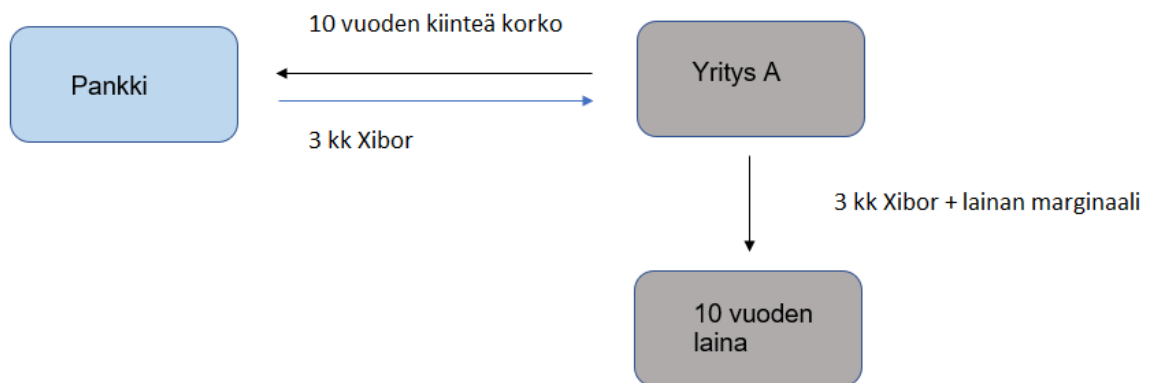 10 vuoden kiinteä korko
Pankki
Yritys A
3 kk Xibor
3 kk Xibor + lainan marginaali
10 vuoden
laina